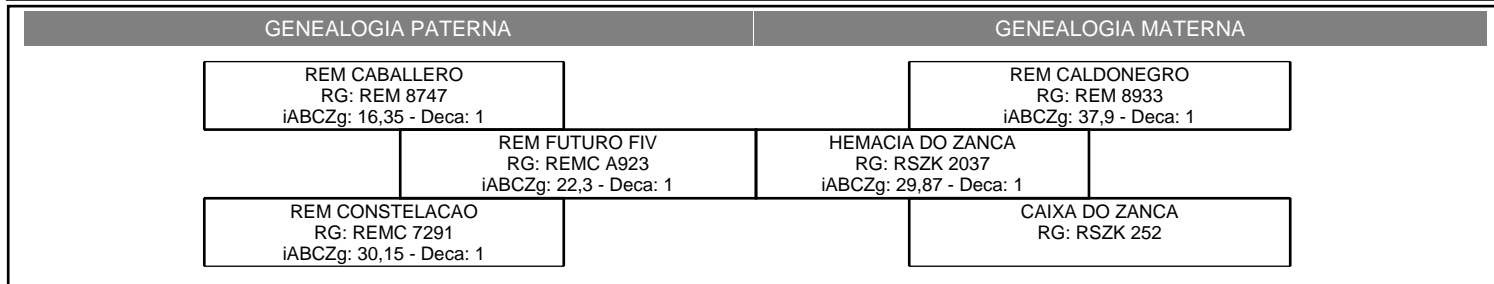 GENEALOGIA PATERNA
GENEALOGIA MATERNA
REM CABALLERO
RG: REM 8747
iABCZg: 16,35 - Deca: 1
REM CALDONEGRO
RG: REM 8933
iABCZg: 37,9 - Deca: 1
REM FUTURO FIV
RG: REMC A923
iABCZg: 22,3 - Deca: 1
HEMACIA DO ZANCA
RG: RSZK 2037
iABCZg: 29,87 - Deca: 1
REM CONSTELACAO
RG: REMC 7291
iABCZg: 30,15 - Deca: 1
CAIXA DO ZANCA
RG: RSZK 252